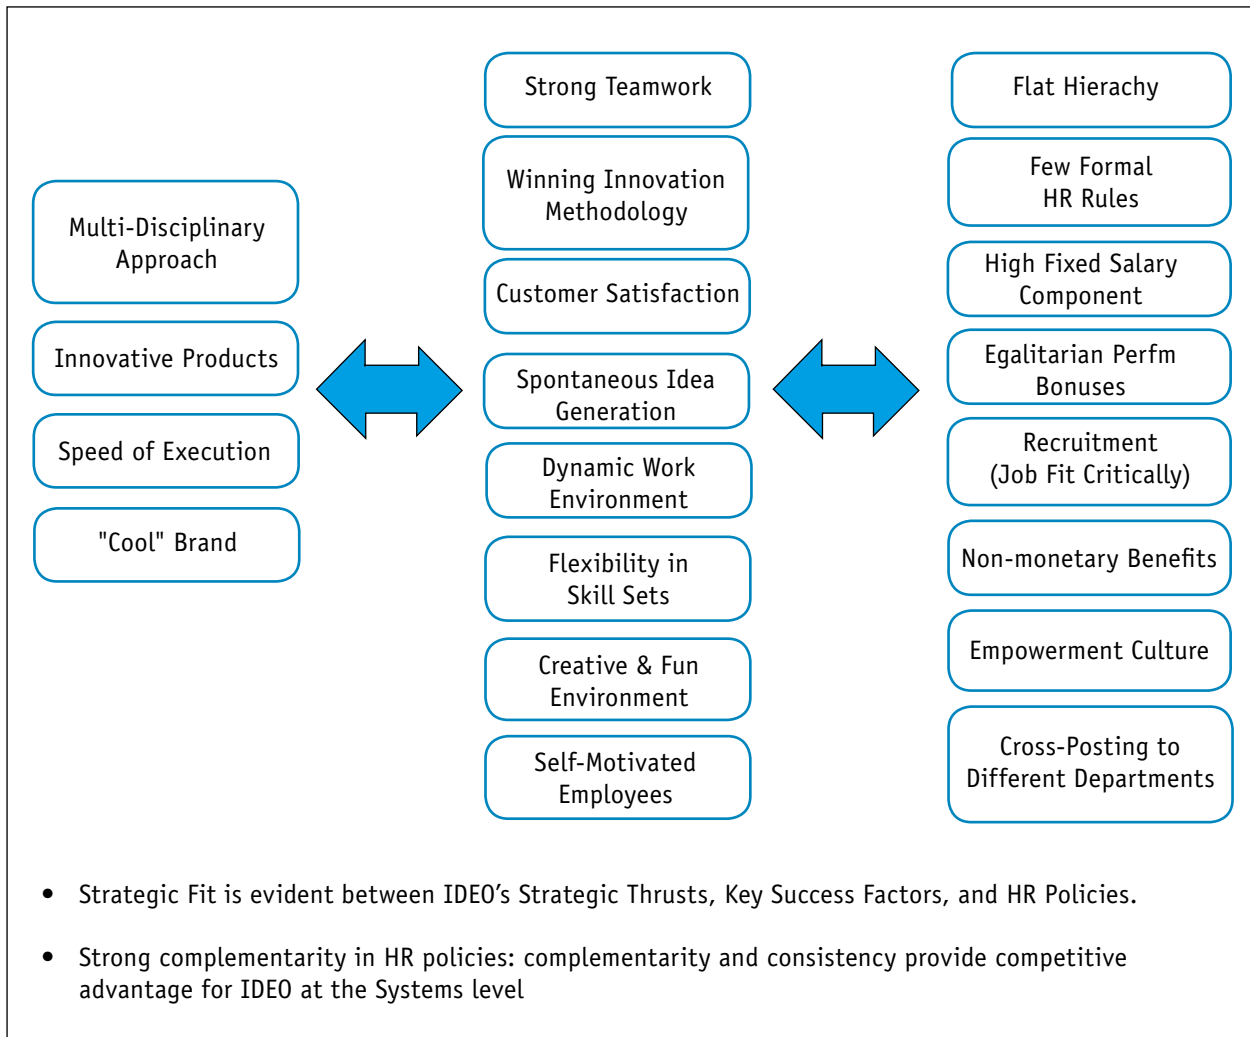 Multi-Disciplinary
Approach
Innovative Products
Speed of Execution
"Cool" Brand
Strong Teamwork
Winning Innovation
Methodology
Customer Satisfaction
Spontaneous Idea
Generation
Dynamic Work
Environment
Flexibility in
Skill Sets
Creative & Fun
Environment
Self-Motivated
Employees
Flat Hierachy
Few Formal
HR Rules
High Fixed Salary
Component
Egalitarian Perfm
Bonuses
Recruitment
(Job Fit Critically)
Non-monetary Benefits
Empowerment Culture
Cross-Posting to
Different Departments
• Strategic Fit is evident between IDEO’s Strategic Thrusts, Key Success Factors, and HR Policies.
• Strong complementarity in HR policies: complementarity and consistency provide competitive
advantage for IDEO at the Systems level